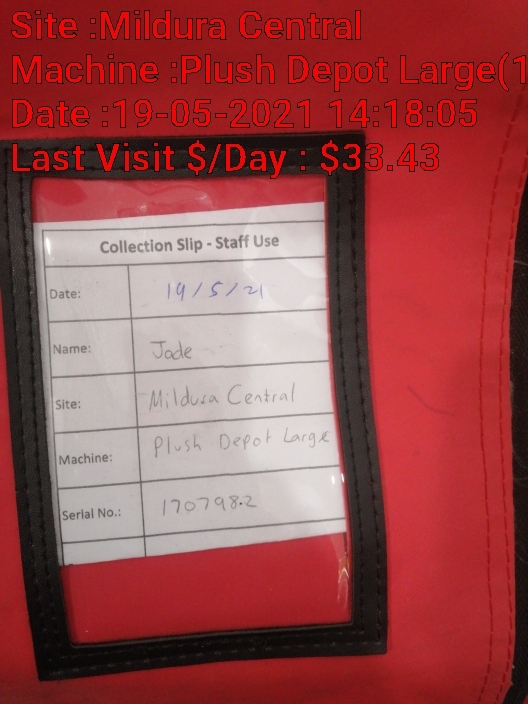 Site :Mildura Central
Machine :Plush Depot Large(1
Date :19-05-2021 14:18:05
Last Visit $/Day : $33.43
Collection Slip - Staff Use
Date: 19/5/21
Name: Jade
Site: Mildura Central
Machine: Plush Depot Large
Serial No.: 170798.2